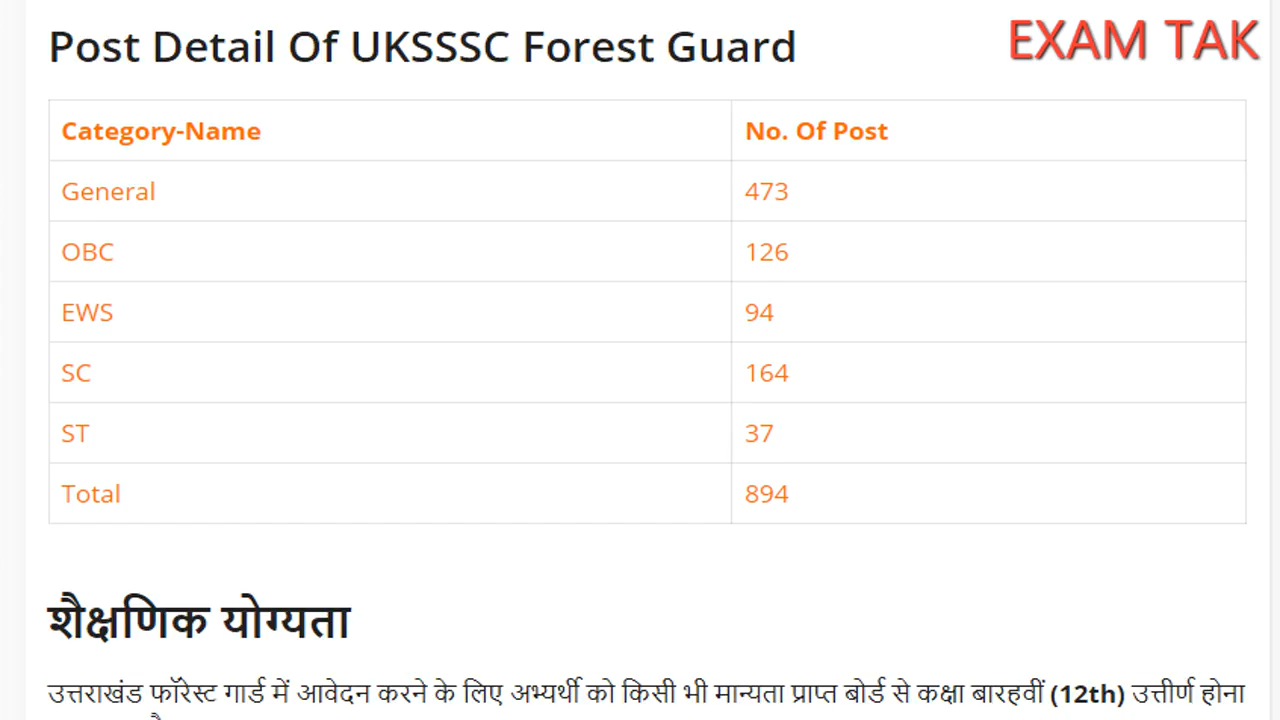 Post Detail Of UKSSSC Forest Guard
EXAM TAK
Category-Name No. Of Post
General 473
OBC 126
EWS 94
SC 164
ST 37
Total 894
शैक्षणिक योग्यता
उत्तराखंड फॉरेस्ट गार्ड में आवेदन करने के लिए अभ्यर्थी को किसी भी मान्यता प्राप्त बोर्ड से कक्षा बारहवीं (12th) उत्तीर्ण होना